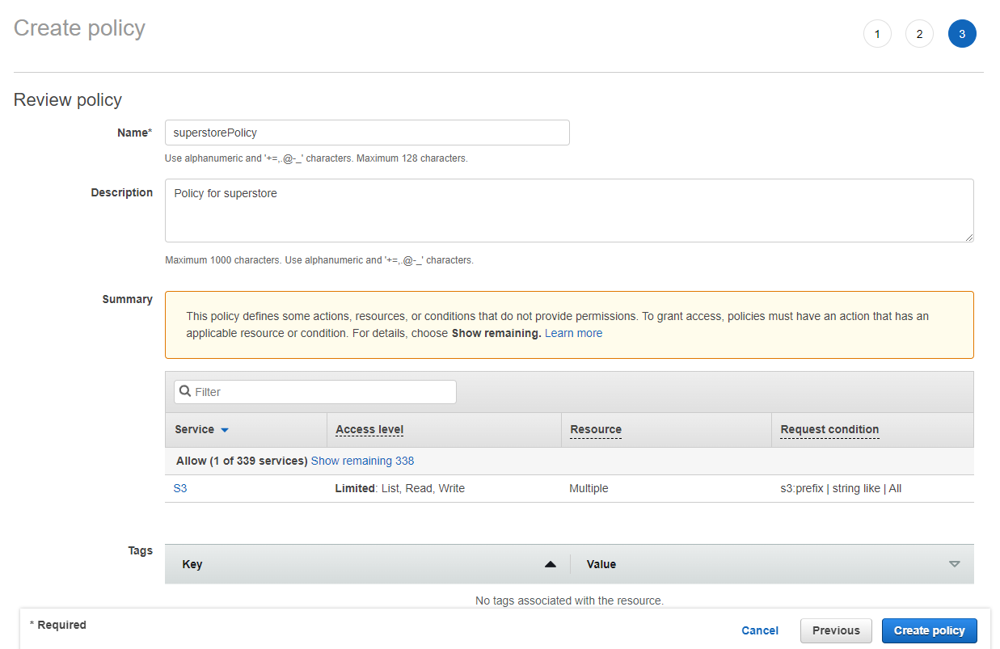 Create policy
1 2 3
Review policy
Name* superstorePolicy
Use alphanumeric and '+=,.@-_' characters. Maximum 128 characters.
Description Policy for superstore
Maximum 1000 characters. Use alphanumeric and '+=,.@-_' characters.
Summary
This policy defines some actions, resources, or conditions that do not provide permissions. To grant access, policies must have an action that has an
applicable resource or condition. For details, choose Show remaining. Learn more
Filter
Service Access level Resource Request condition
Allow (1 of 339 services) Show remaining 338
S3 Limited: List, Read, Write Multiple s3:prefix | string like | All
Tags
Key Value
No tags associated with the resource.
* Required Cancel Previous Create policy